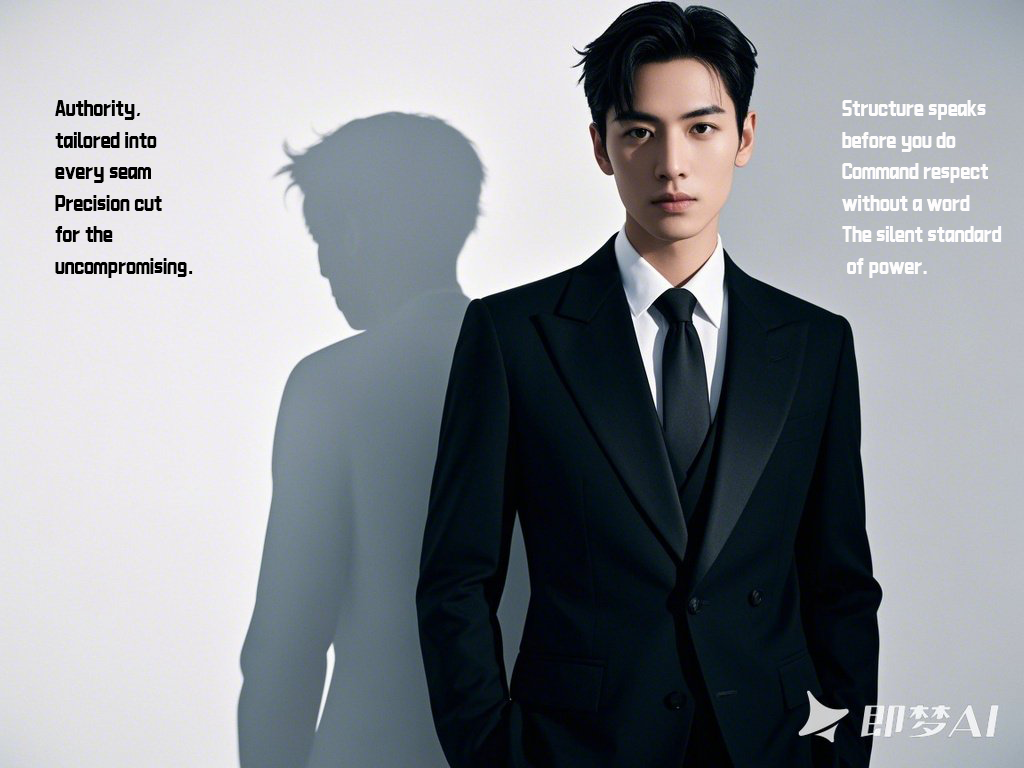 Authority,
tailored into
every seam
Precision cut
for the
uncompromising.
Structure speaks
before you do
Command respect
without a word
The silent standard
of power.
即梦AI